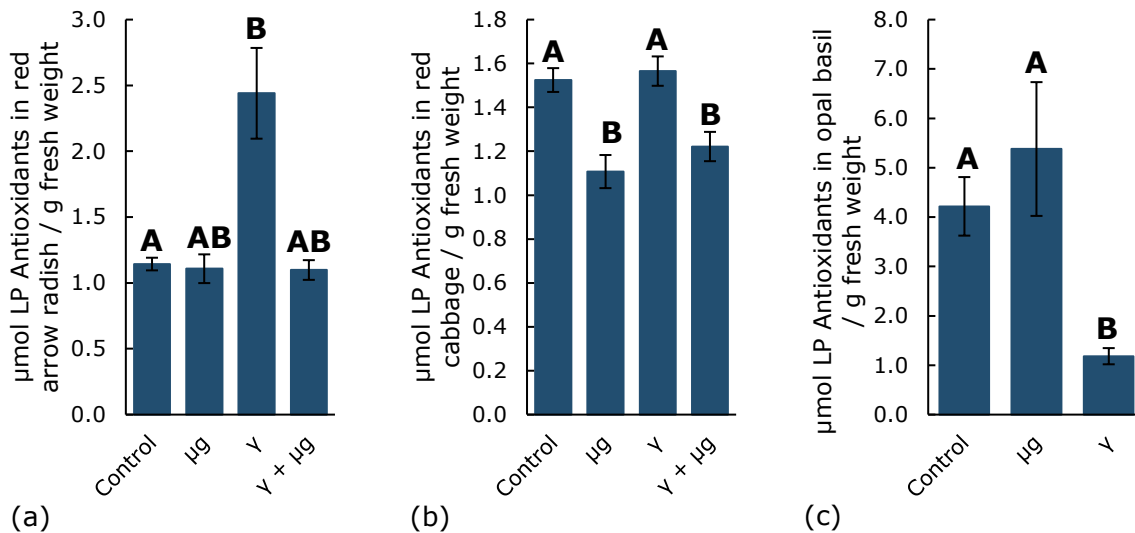 μmol LP Antioxidants in red
arrow radish / g fresh weight
3.0
2.5
2.0
1.5
1.0
0.5
0.0
A
AB
B
AB
Control
μg
γ
γ + μg
(a)
μmol LP Antioxidants in red
cabbage / g fresh weight
1.8
1.6
1.4
1.2
1.0
0.8
0.6
0.4
0.2
0.0
A
B
A
B
Control
μg
γ
γ + μg
(b)
μmol LP Antioxidants in opal basil
/ g fresh weight
8.0
7.0
6.0
5.0
4.0
3.0
2.0
1.0
0.0
A
A
B
Control
μg
γ
(c)